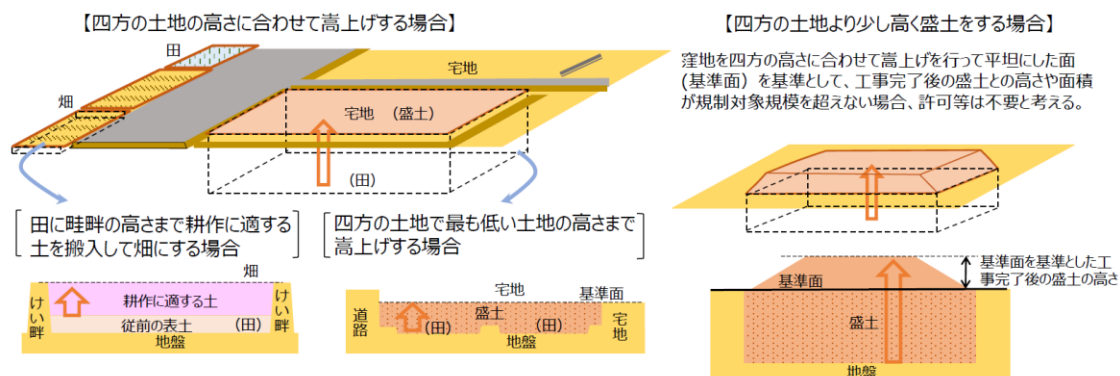 【四方の土地の高さに合わせて嵩上げする場合】
田
畑
宅地
宅地 (盛土)
(田)
田に畦畔の高さまで耕作に適する
土を搬入して畑にする場合
四方の土地で最も低い土地の高さまで
嵩上げする場合
畑
けい畔
耕作に適する土
従前の表土 (田)
けい畔
地盤
宅地
基準面
道路
盛土
(田)
(田)
宅地
地盤
【四方の土地より少し高く盛土をする場合】
窪地を四方の高さに合わせて嵩上げを行って平坦にした面
(基準面) を基準として、工事完了後の盛土との高さや面積
が規制対象規模を超えない場合、許可等は不要と考える。
基準面を基準とした工
事完了後の盛土の高さ
基準面
盛土
地盤